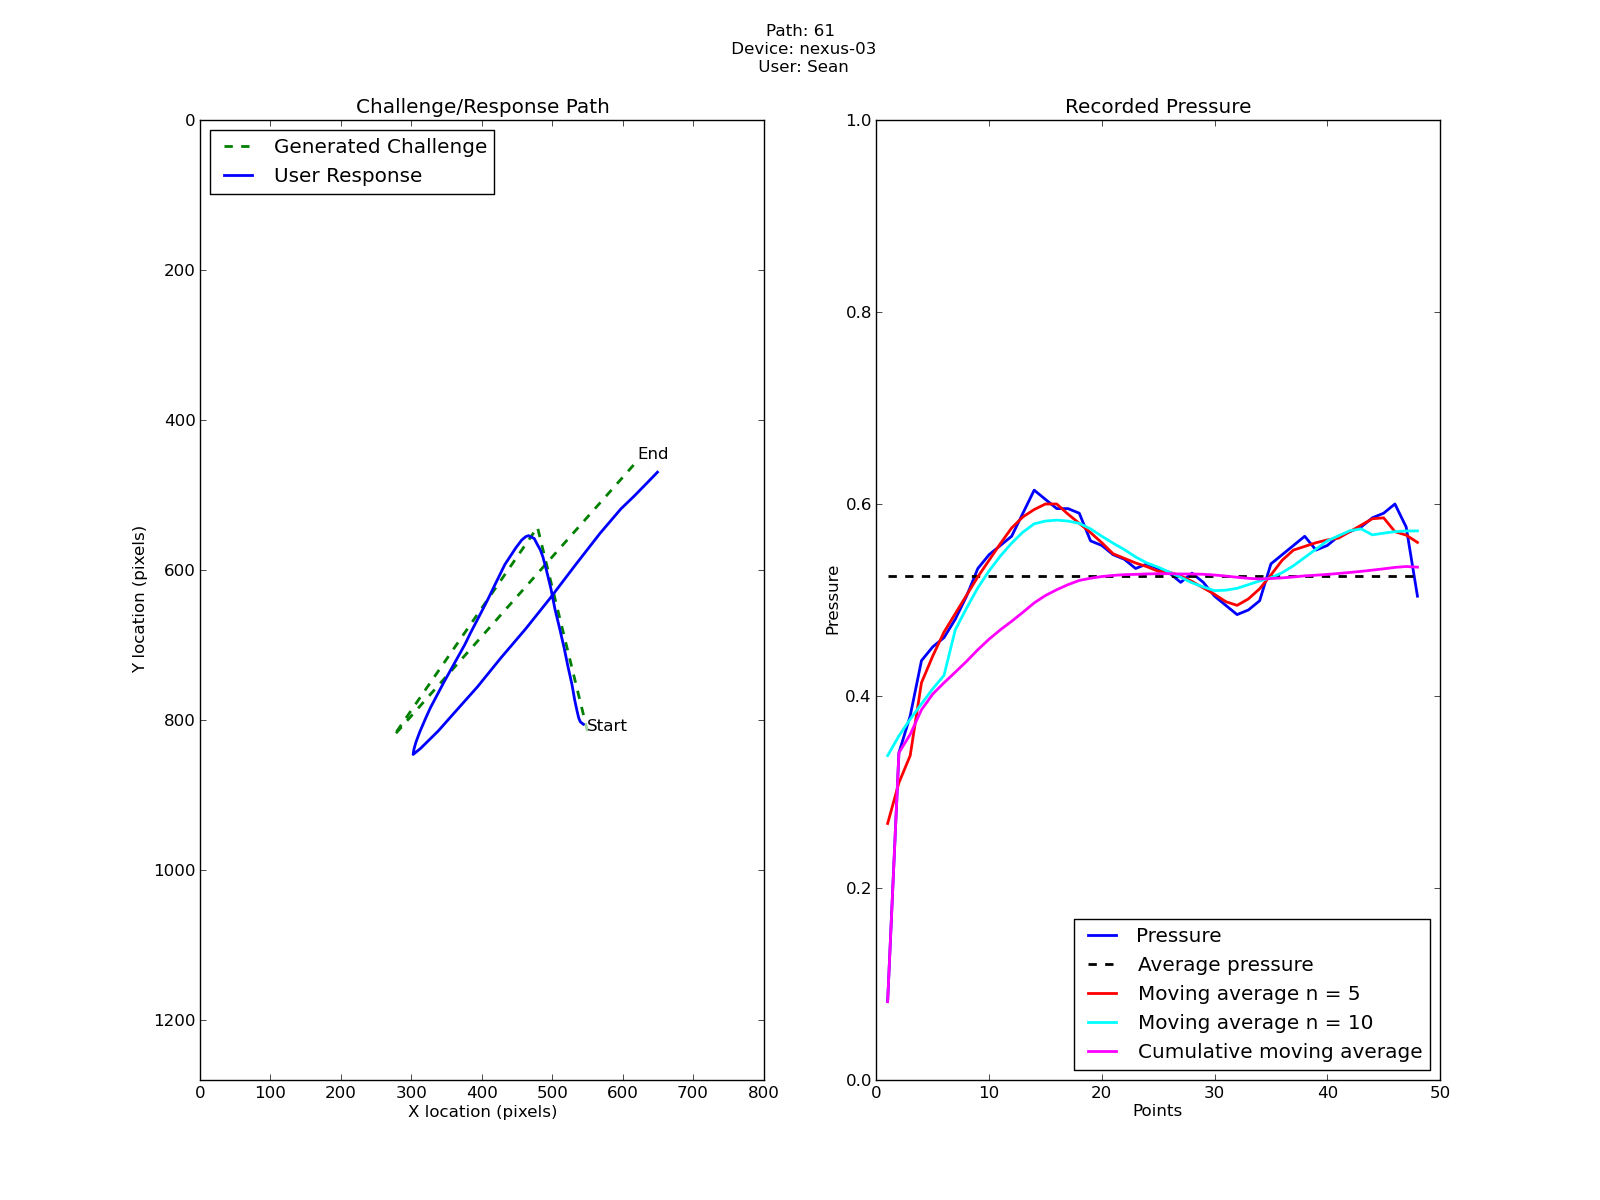 Path: 61
Device: nexus-03
User: Sean
Challenge/Response Path
Generated Challenge
User Response
0
200
400
600
800
1000
1200
Y location (pixels)
End
Start
0 100 200 300 400 500 600 700 800
X location (pixels)
Recorded Pressure
1.0
0.8
0.6
0.4
0.2
0.0
Pressure
Pressure
Average pressure
Moving average n = 5
Moving average n = 10
Cumulative moving average
0 10 20 30 40 50
Points